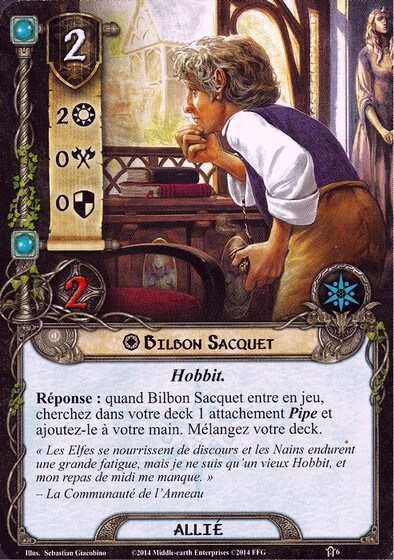 2
2
0
0
2
Bilbon Sacquet
Hobbit.
Réponse : quand Bilbon Sacquet entre en jeu,
cherchez dans votre deck 1 attachement Pipe et
ajoutez-le à votre main. Mélangez votre deck.
« Les Elfes se nourrissent de discours et les Nains endurent
une grande fatigue, mais je ne suis qu'un vieux Hobbit, et
mon repas de midi me manque. »
– La Communauté de l'Anneau
ALLIÉ
Illus. Sebastian Giacobino ©2014 Middle-earth Enterprises ©2014 FFG 6